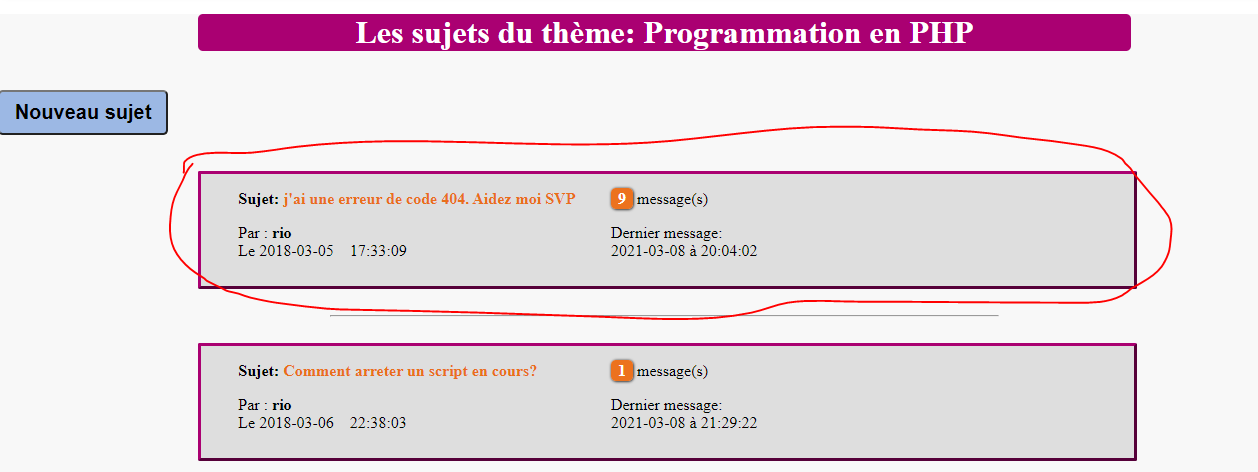 Les sujets du thème: Programmation en PHP
Nouveau sujet
Sujet: j'ai une erreur de code 404. Aidez moi SVP
9 message(s)
Par : rio
Dernier message:
Le 2018-03-05 17:33:09
2021-03-08 à 20:04:02
Sujet: Comment arreter un script en cours?
1 message(s)
Par : rio
Dernier message:
Le 2018-03-06 22:38:03
2021-03-08 à 21:29:22